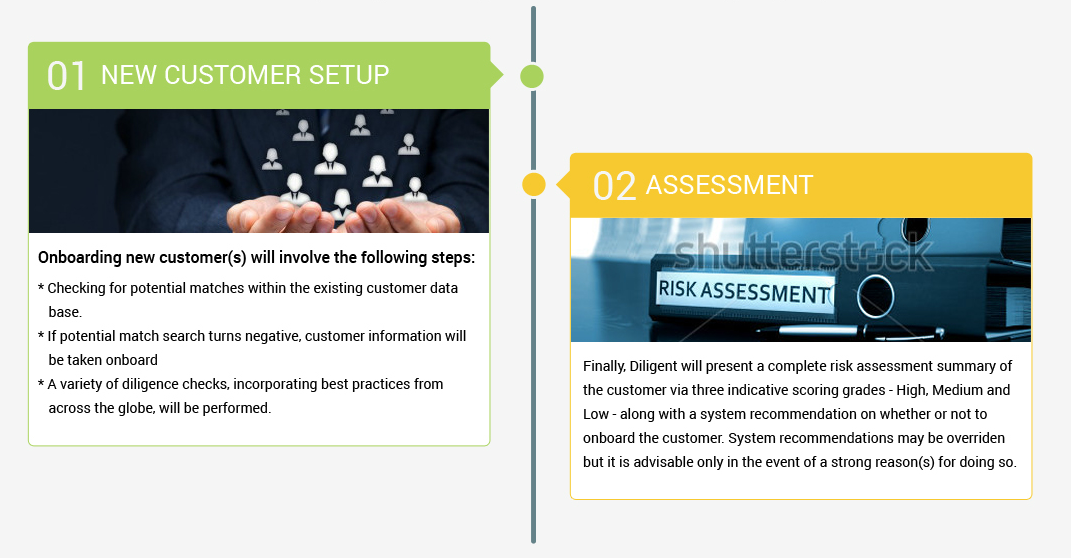 01 NEW CUSTOMER SETUP
Onboarding new customer(s) will involve the following steps:
* Checking for potential matches within the existing customer data
base.
* If potential match search turns negative, customer information will
be taken onboard
* A variety of diligence checks, incorporating best practices from
across the globe, will be performed.
02 ASSESSMENT
shutterstock
RISK ASSESSMENT
Finally, Diligent will present a complete risk assessment summary of
the customer via three indicative scoring grades - High, Medium and
Low - along with a system recommendation on whether or not to
onboard the customer. System recommendations may be overriden
but it is advisable only in the event of a strong reason(s) for doing so.